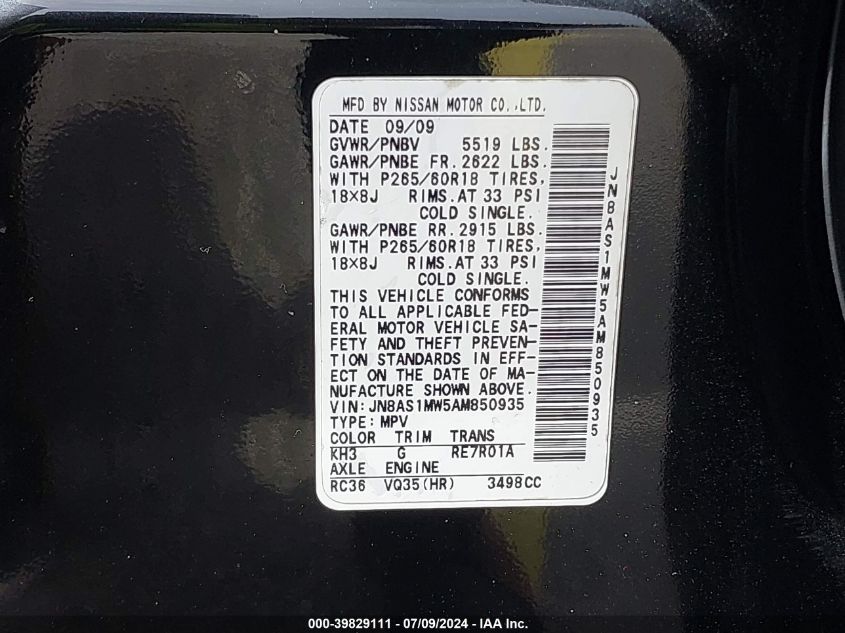 MFD BY NISSAN MOTOR CO.,LTD.
DATE 09/09
GVWR/PNBV 5519 LBS.
GAWR/PNBE FR. 2622 LBS.
WITH P265/60R18 TIRES,
18×8J RIMS. AT 33 PSI
COLD SINGLE.
GAWR/PNBE RR. 2915 LBS.
WITH P265/60R18 TIRES,
18×8J RIMS. AT 33 PSI
COLD SINGLE.
THIS VEHICLE CONFORMS
TO ALL APPLICABLE FED-
ERAL MOTOR VEHICLE SA-
FETY AND THEFT PREVEN-
TION STANDARDS IN EFF-
ECT ON THE DATE OF MA-
NUFACTURE SHOWN ABOVE.
VIN: JN8AS1MW5AM850935
TYPE: MPV
COLOR TRIM TRANS
KH3 G RE7R01A
AXLE ENGINE
RC36 VQ35(HR) 3498CC
JN8AS1MW5AM850935
000-39829111 - 07/09/2024 - IAA Inc.